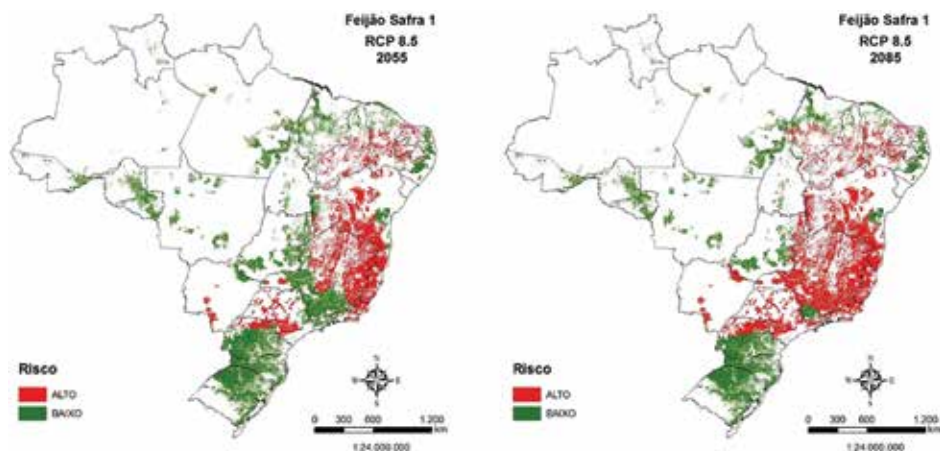 Feijão Safra 1
RCP 8.5
2055
Risco
ALTO
BAIXO
N
W
E
S
0 300 600 1.200
km
1:24.000.000
Feijão Safra 1
RCP 8.5
2085
Risco
ALTO
BAIXO
N
W
E
S
0 300 600 1.200
km
1:24.000.000